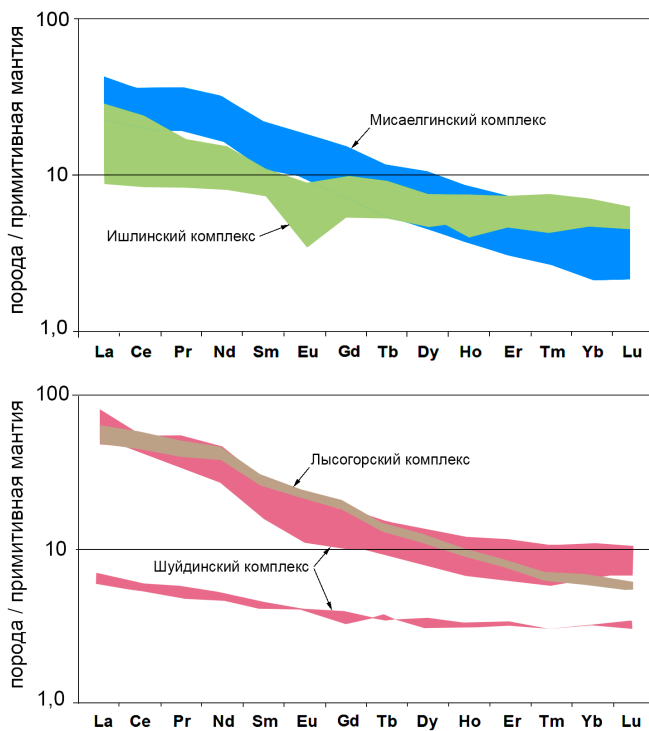 100
10
1,0
порода / примитивная мантия
Мисаелгинский комплекс
Ишлинский комплекс
La Ce Pr Nd Sm Eu Gd Tb Dy Ho Er Tm Yb Lu
100
10
1,0
порода / примитивная мантия
Лысогорский комплекс
Шуйдинский комплекс
La Ce Pr Nd Sm Eu Gd Tb Dy Ho Er Tm Yb Lu